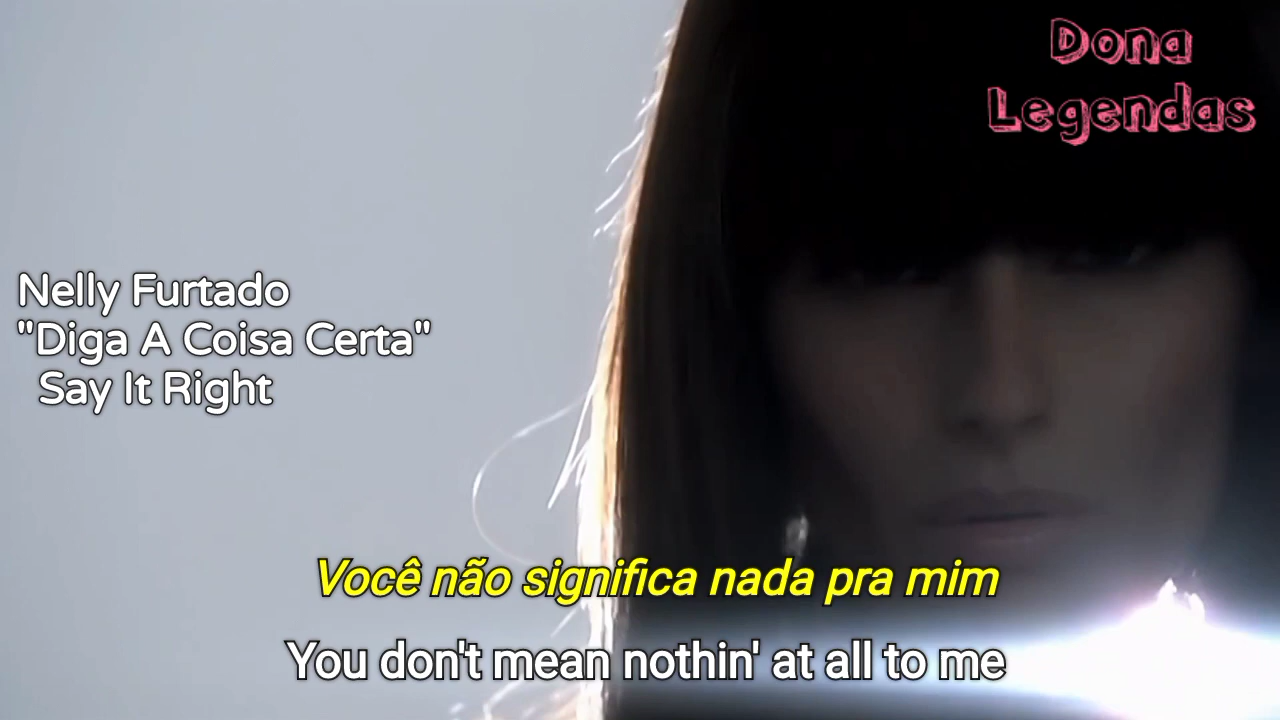 Dona
Legendas
Nelly Furtado
"Diga A Coisa Certa"
Say It Right
Você não significa nada pra mim
You don't mean nothin' at all to me